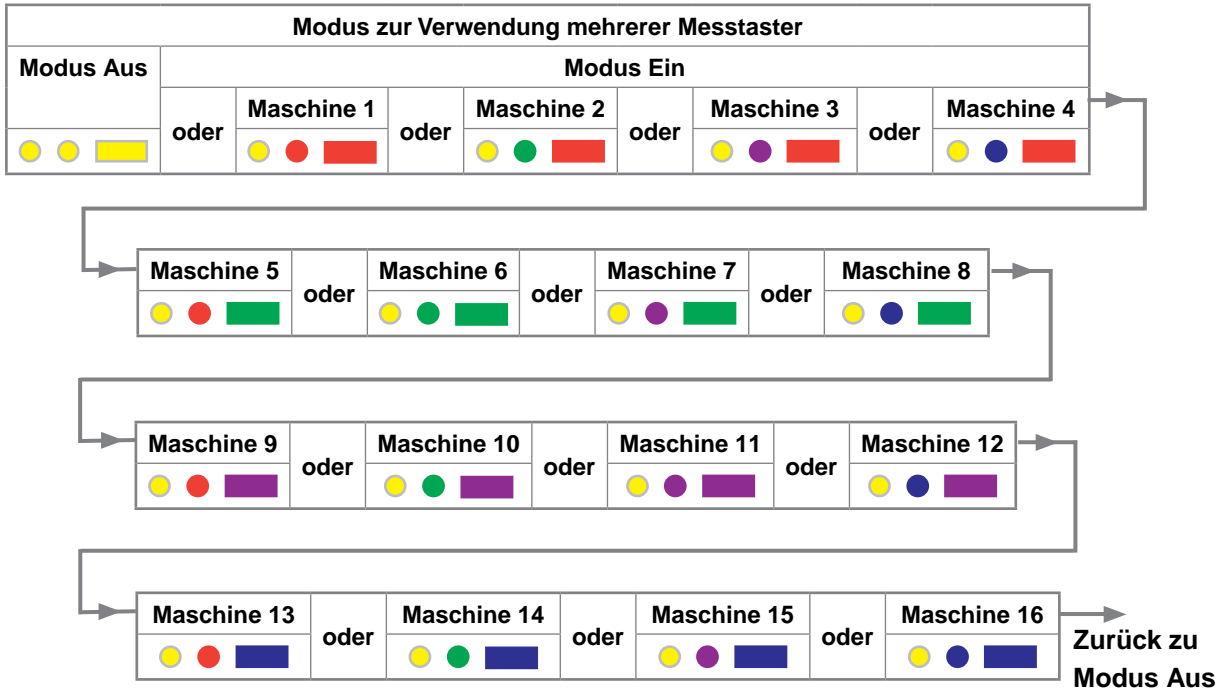 Modus zur Verwendung mehrerer Messtaster
Modus Aus Modus Ein
oder Maschine 1 oder Maschine 2 oder Maschine 3 oder Maschine 4
Maschine 5 oder Maschine 6 oder Maschine 7 oder Maschine 8
Maschine 9 oder Maschine 10 oder Maschine 11 oder Maschine 12
Maschine 13 oder Maschine 14 oder Maschine 15 oder Maschine 16
Zurück zu
Modus Aus